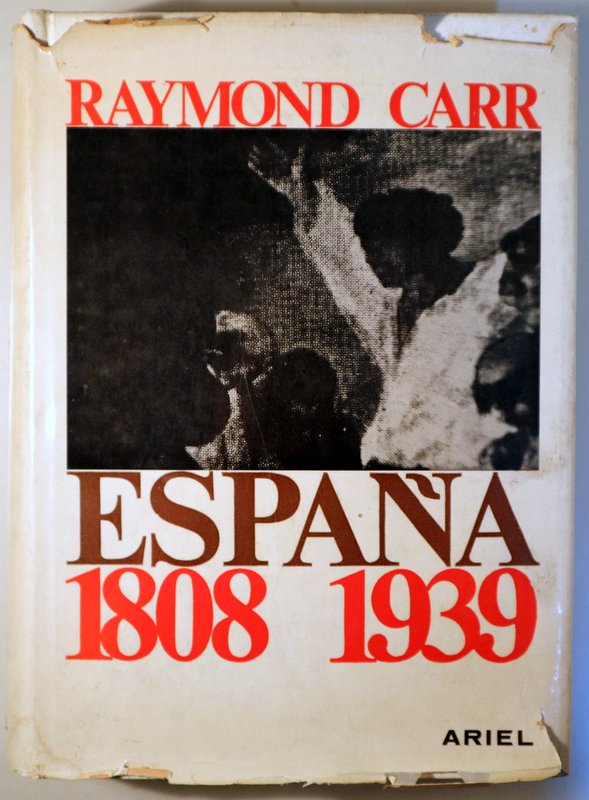 RAYMOND CARR
ESPAÑA
1808 1939
ARIEL